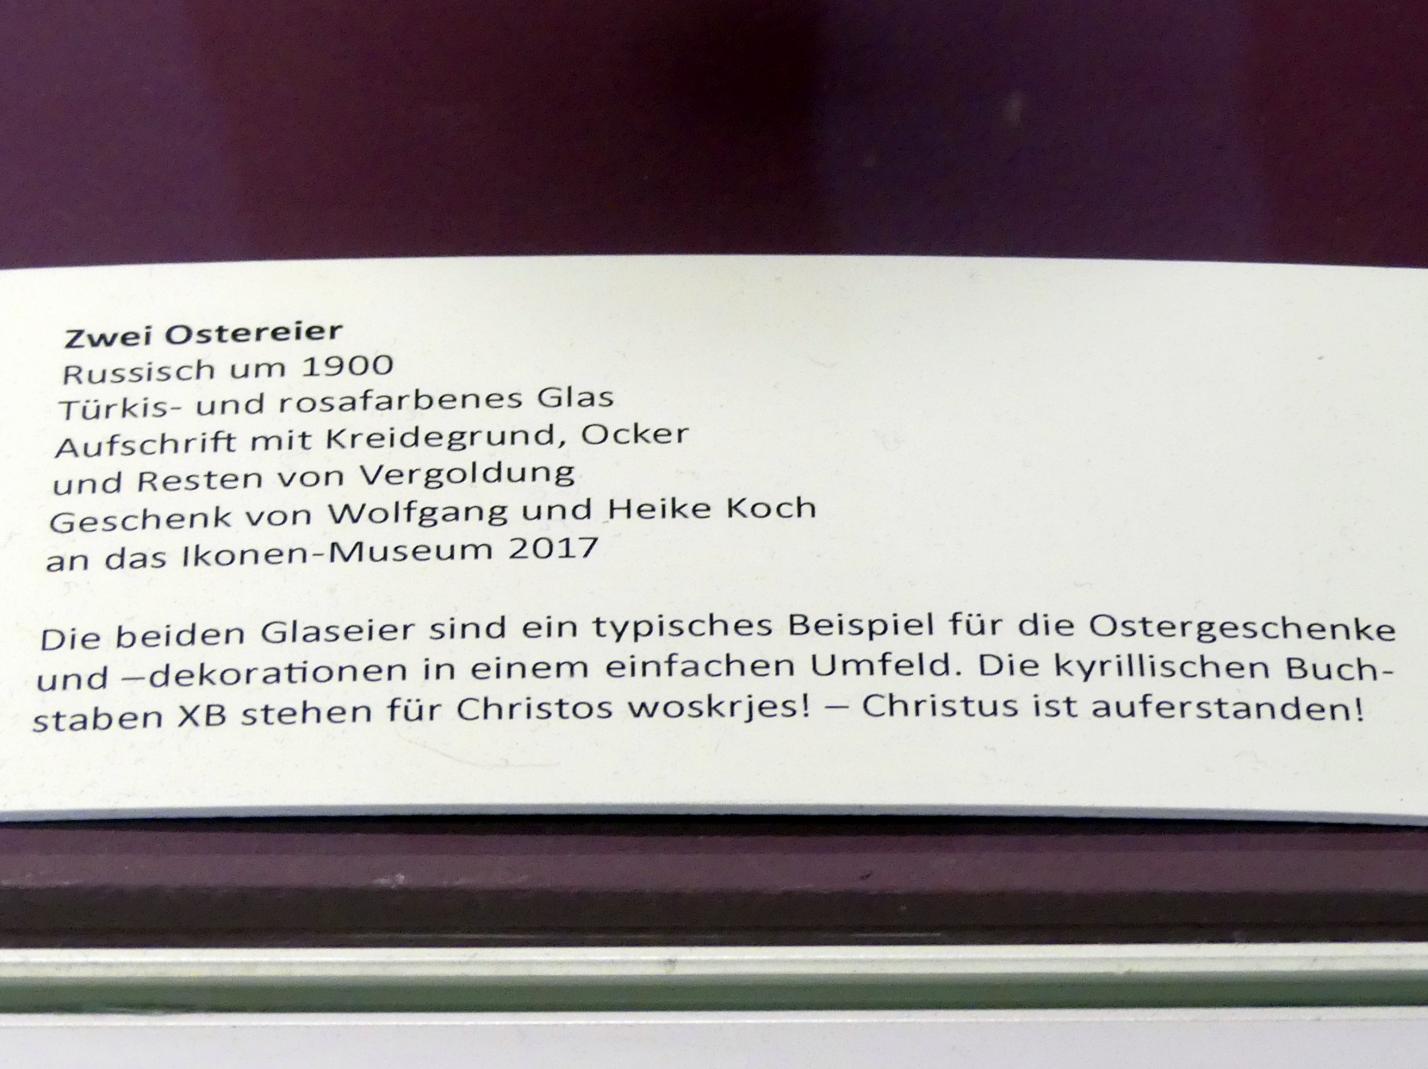 Zwei Ostereier
Russisch um 1900
Türkis- und rosafarbenes Glas
Aufschrift mit Kreidegrund, Ocker
und Resten von Vergoldung
Geschenk von Wolfgang und Heike Koch
an das Ikonen-Museum 2017
Die beiden Glaseier sind ein typisches Beispiel für die Ostergeschenke
und –dekorationen in einem einfachen Umfeld. Die kyrillischen Buch-
staben XB stehen für Christos woskrjes! – Christus ist auferstanden!